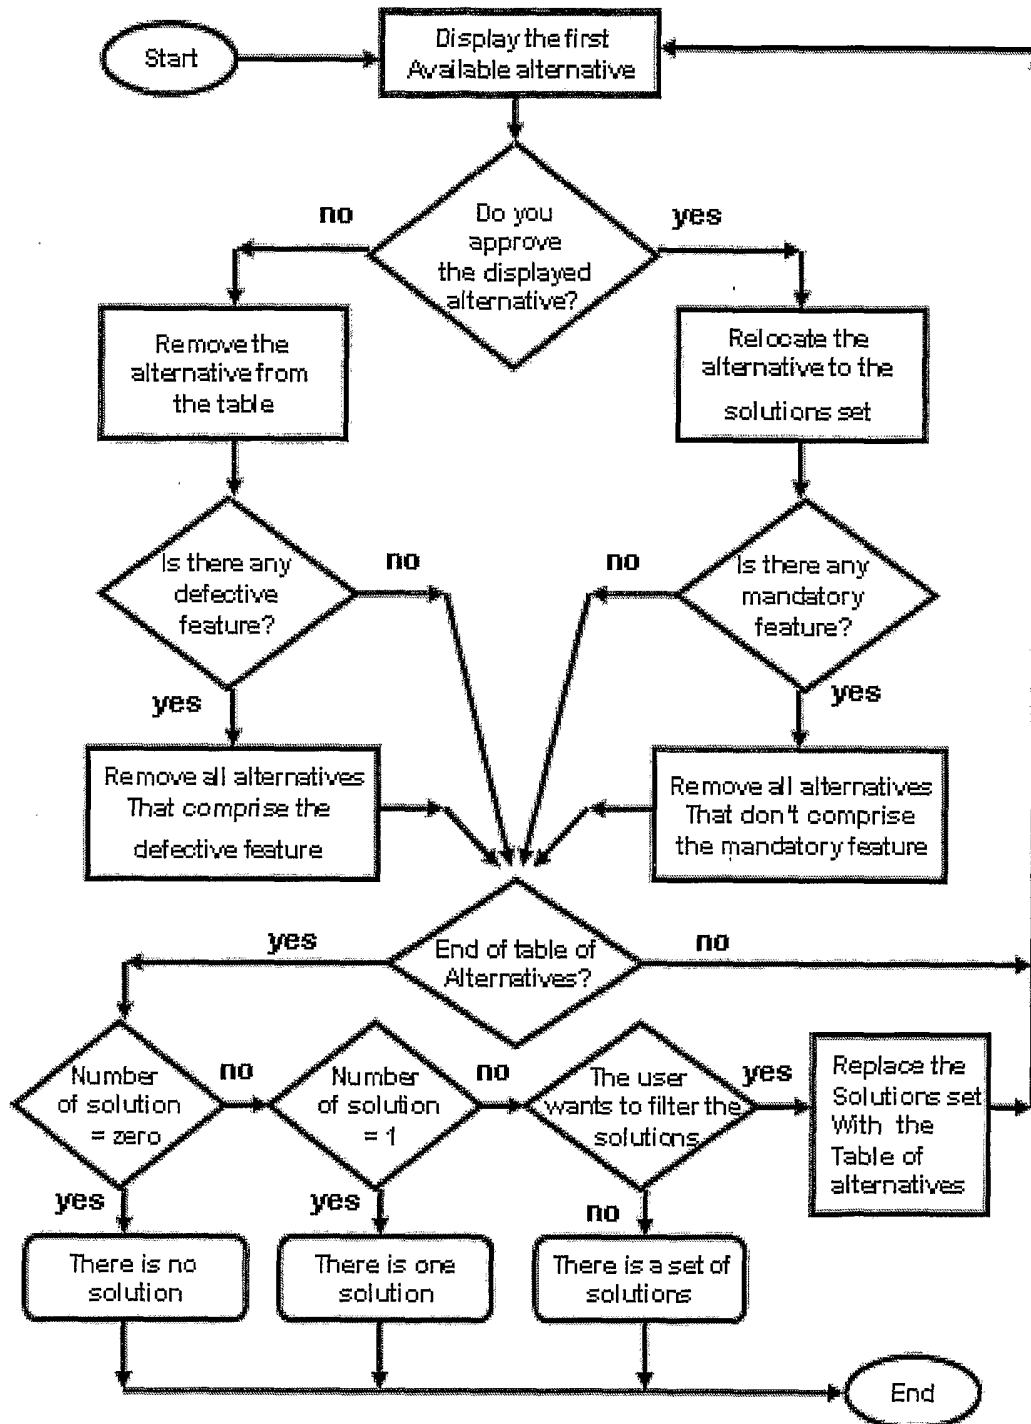 Start
Display the first
Available alternative
no
Do you
approve
the displayed
alternative?
yes
Remove the
alternative from
the table
Relocate the
alternative to the
solutions set
Is there any
defective
feature?
no
no
Is there any
mandatory
feature?
yes
yes
Remove all alternatives
That comprise the
defective feature
Remove all alternatives
That don't comprise
the mandatory feature
yes
End of table of
Alternatives?
no
Number
of solution
= zero
no
Number
of solution
= 1
no
The user
wants to filter the
solutions
yes
Replace the
Solutions set
With the
Table of
alternatives
yes
yes
no
There is no
solution
There is one
solution
There is a set of
solutions
End